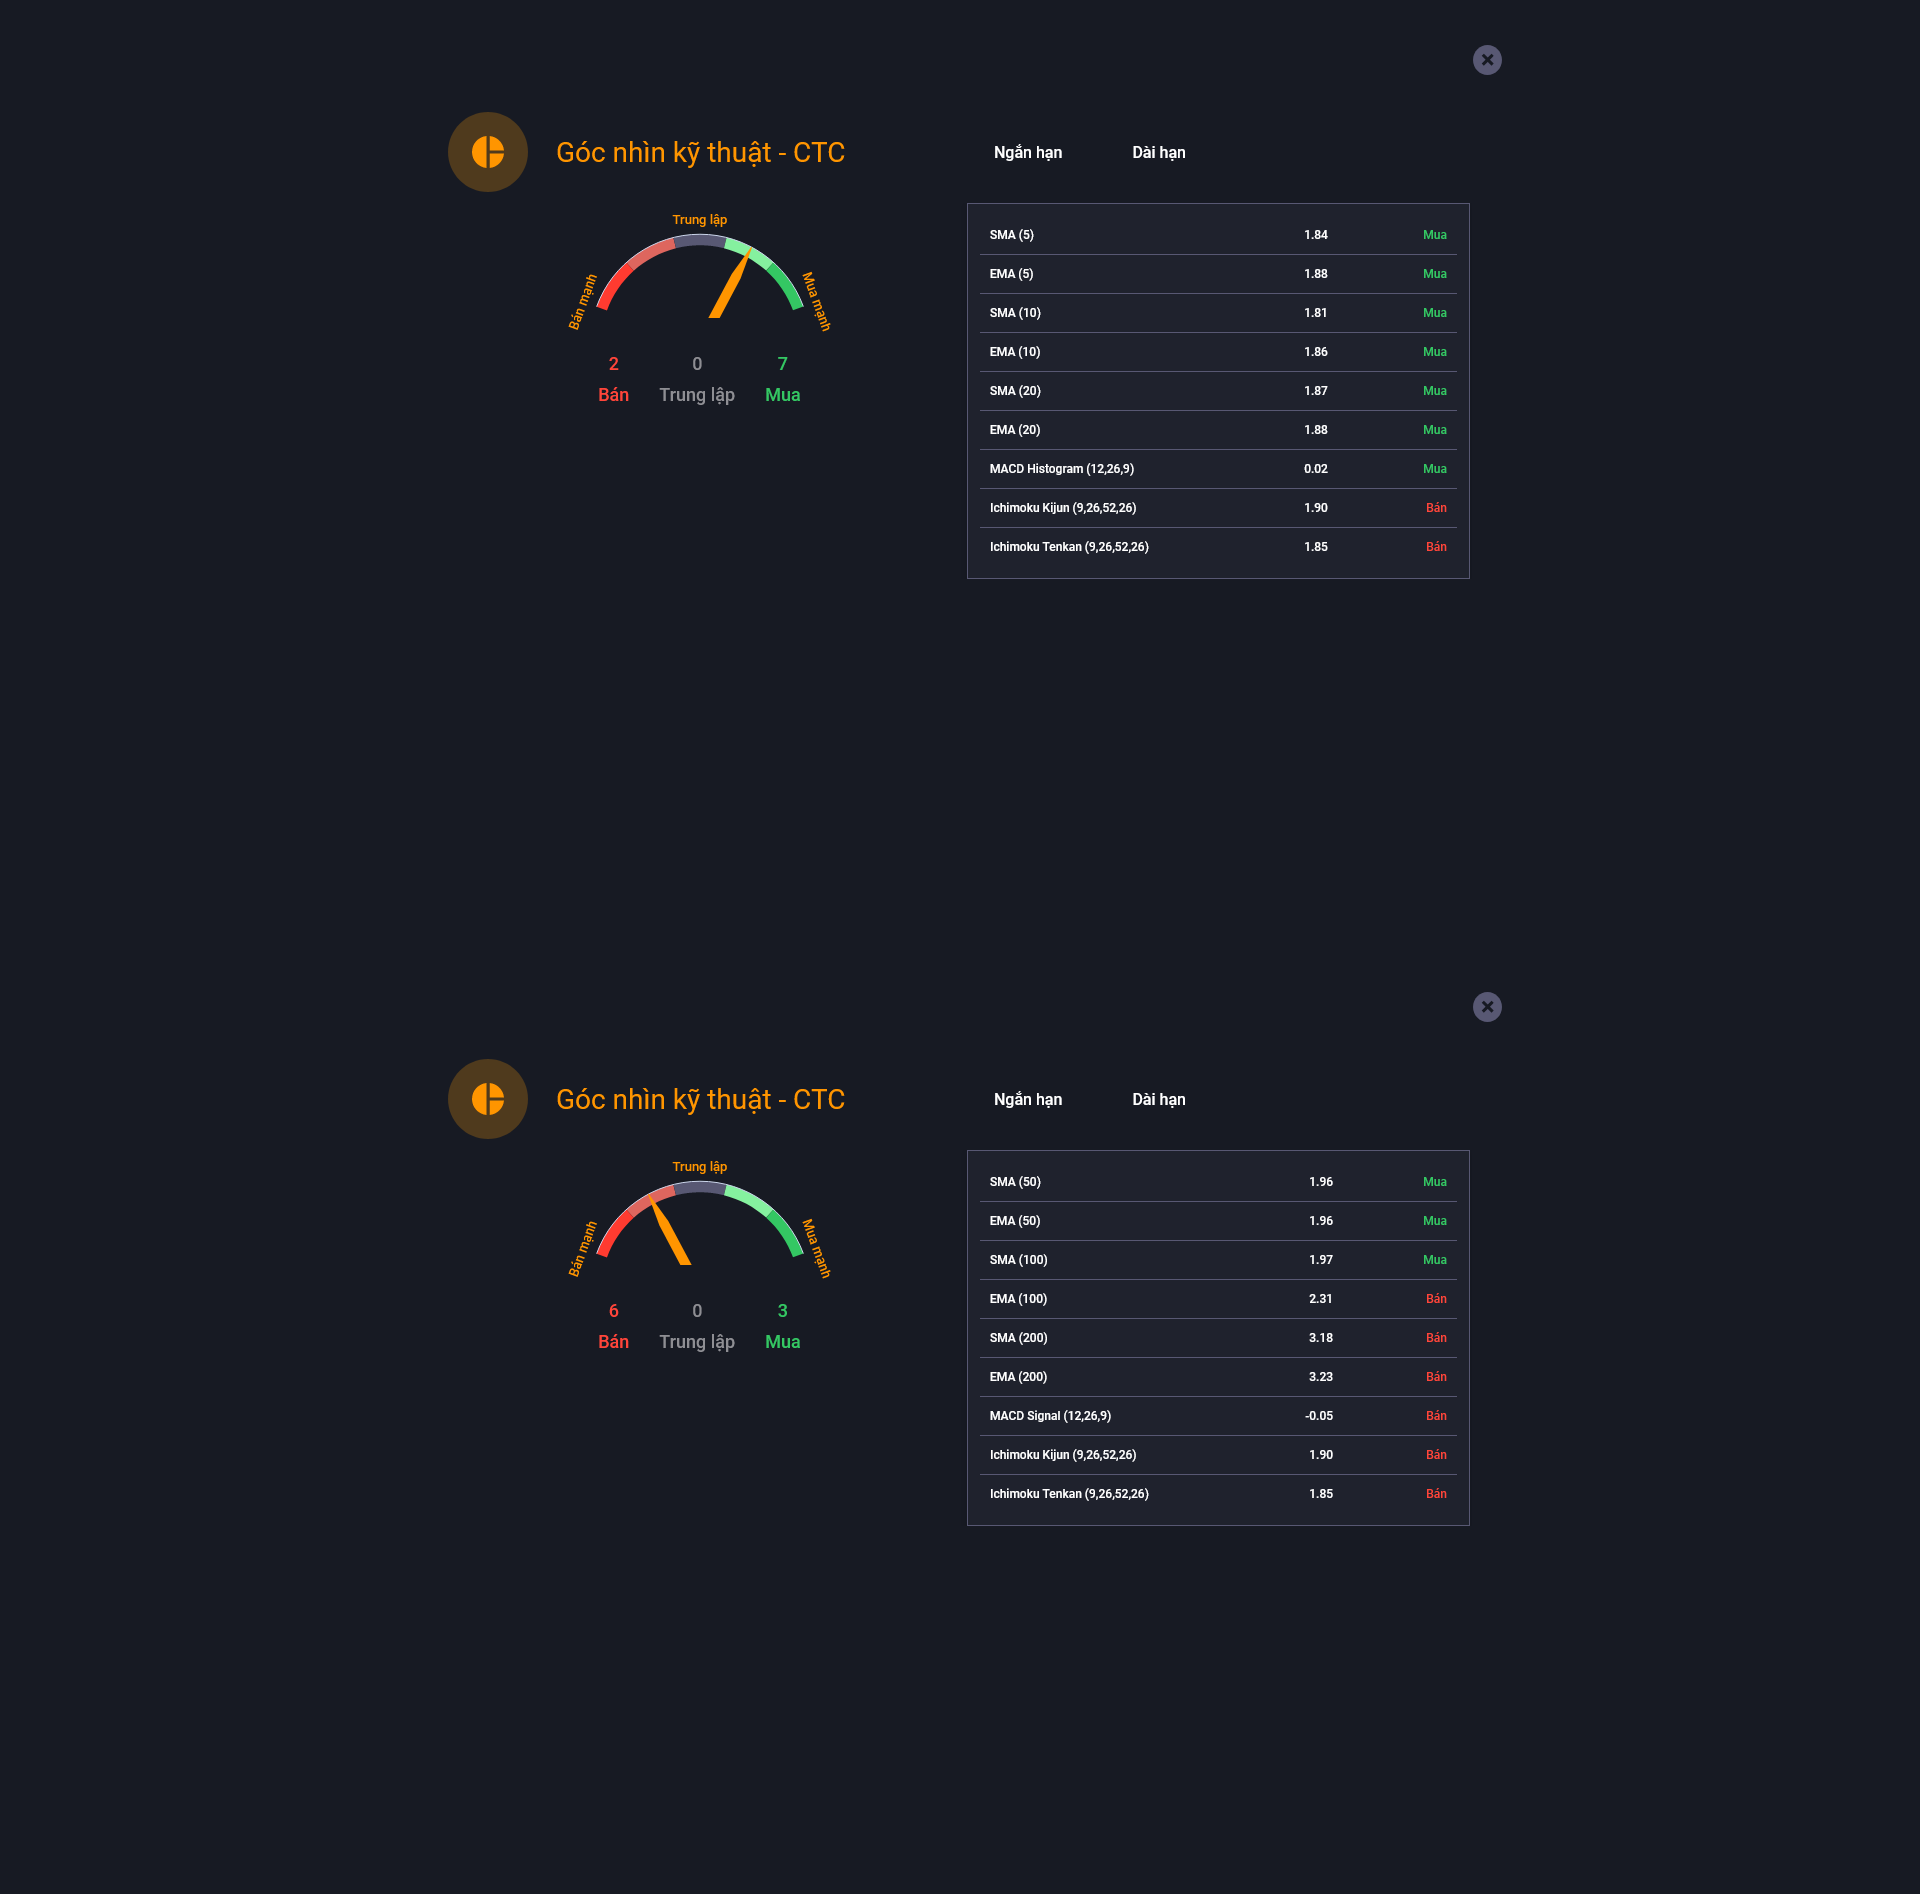 Góc nhìn kỹ thuật - CTC
Ngắn hạn Dài hạn
Trung lập
Bán mạnh
Mua mạnh
2 0 7
Bán Trung lập Mua
SMA (5) 1.84 Mua
EMA (5) 1.88 Mua
SMA (10) 1.81 Mua
EMA (10) 1.86 Mua
SMA (20) 1.87 Mua
EMA (20) 1.88 Mua
MACD Histogram (12,26,9) 0.02 Mua
Ichimoku Kijun (9,26,52,26) 1.90 Bán
Ichimoku Tenkan (9,26,52,26) 1.85 Bán
Góc nhìn kỹ thuật - CTC
Ngắn hạn Dài hạn
Trung lập
Bán mạnh
Mua mạnh
6 0 3
Bán Trung lập Mua
SMA (50) 1.96 Mua
EMA (50) 1.96 Mua
SMA (100) 1.97 Mua
EMA (100) 2.31 Bán
SMA (200) 3.18 Bán
EMA (200) 3.23 Bán
MACD Signal (12,26,9) -0.05 Bán
Ichimoku Kijun (9,26,52,26) 1.90 Bán
Ichimoku Tenkan (9,26,52,26) 1.85 Bán